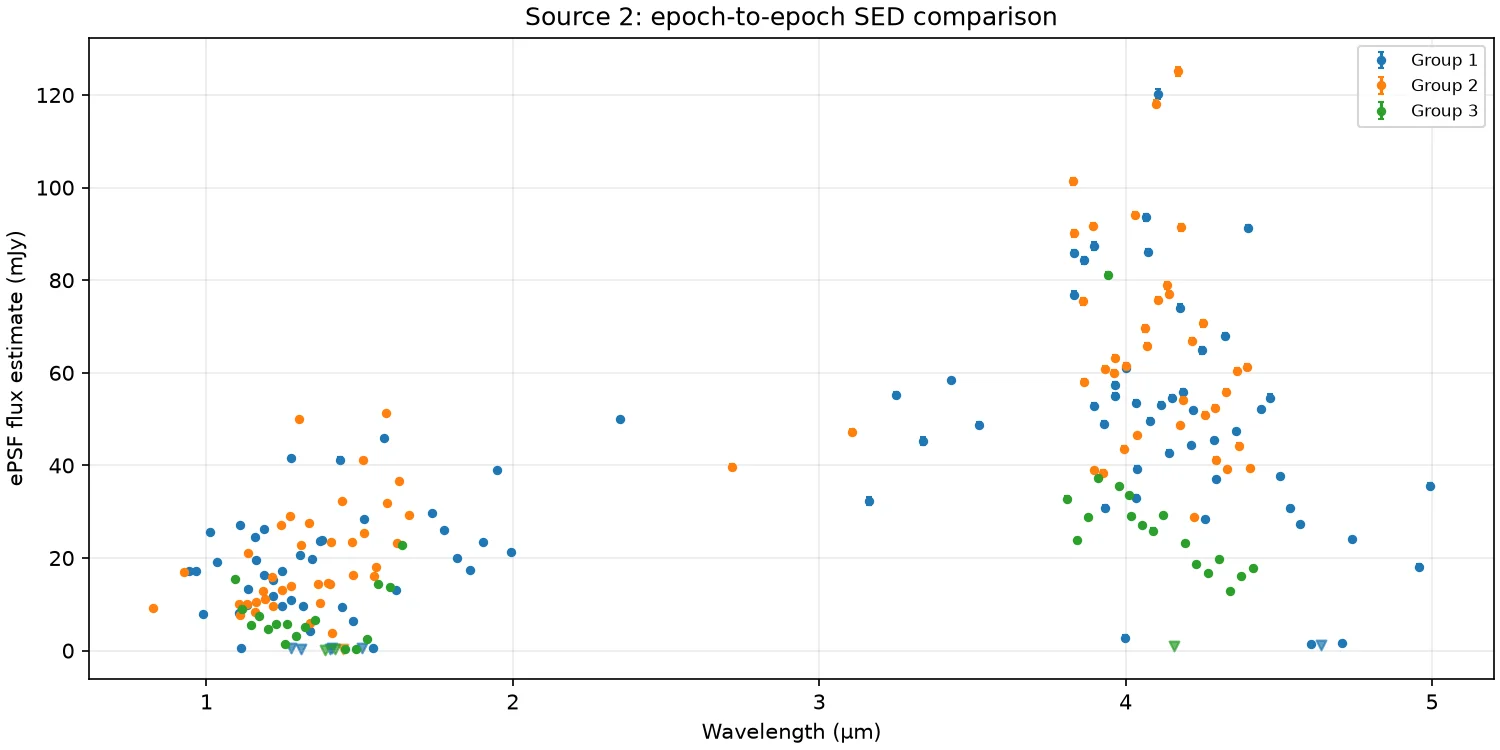 Source 2: epoch-to-epoch SED comparison
ePSF flux estimate (mJy)
120
100
80
60
40
20
0
Group 1
Group 2
Group 3
1
2
3
4
5
Wavelength (μm)